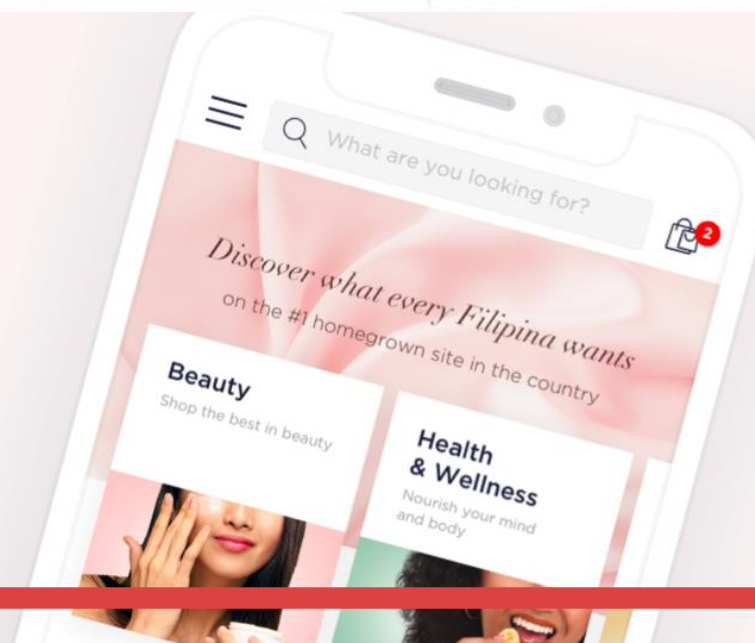 What are you looking for?
2
Discover what every Filipina wants
on the #1 homegrown site in the country
Beauty
Shop the best in beauty
Health
& Wellness
Nourish your mind
and body